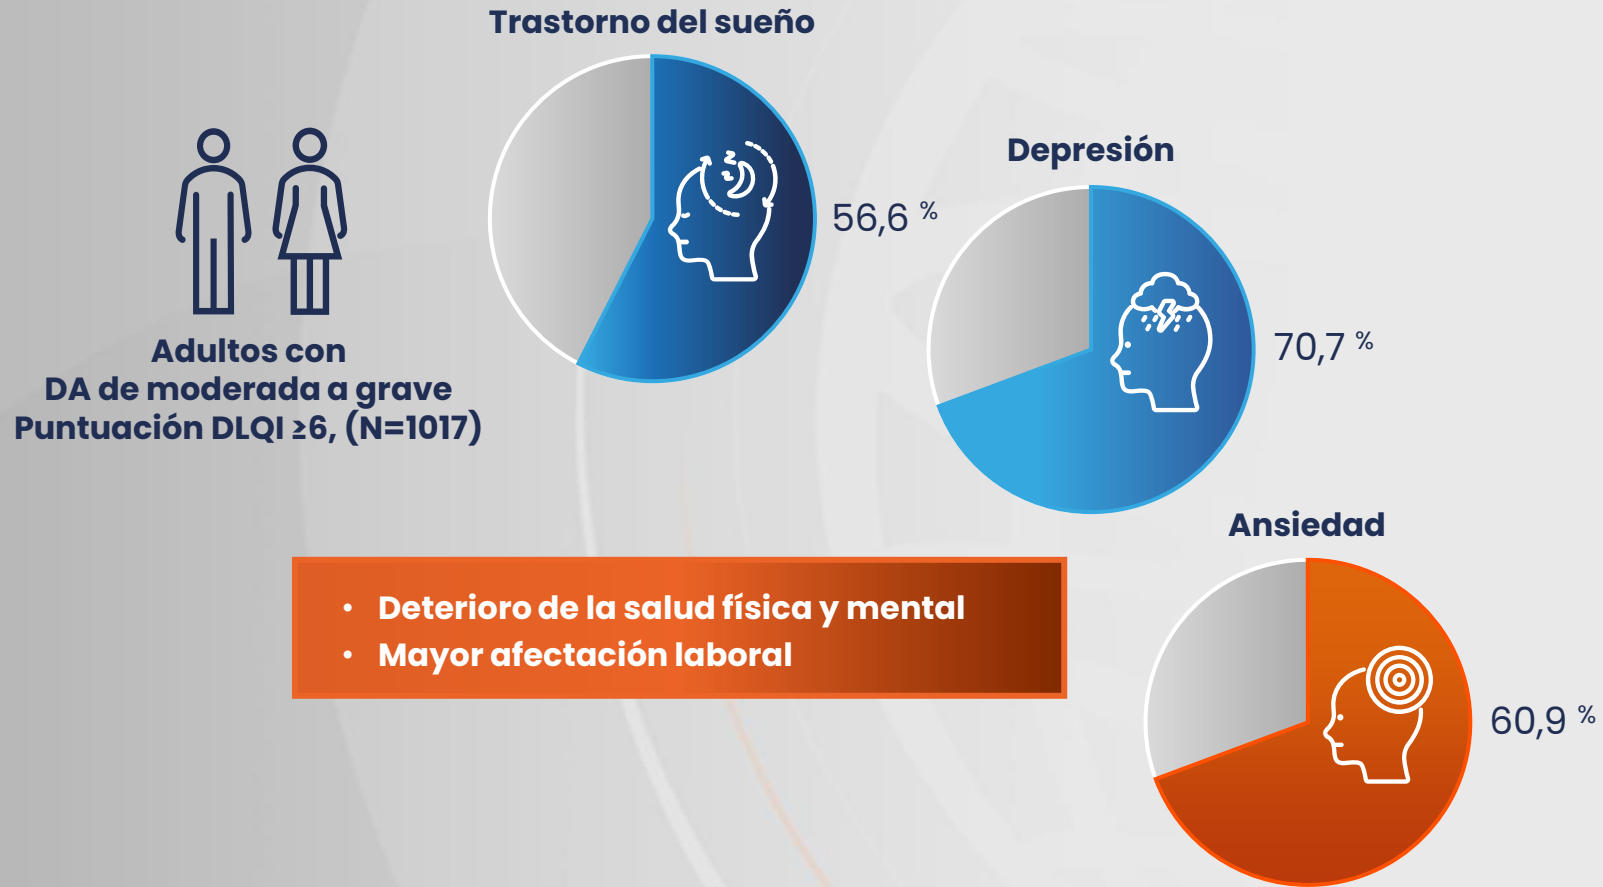 Trastorno del sueño
56,6 %
Adultos con
DA de moderada a grave
Puntuación DLQI ≥6, (N=1017)
Depresión
70,7 %
• Deterioro de la salud física y mental
• Mayor afectación laboral
Ansiedad
60,9 %